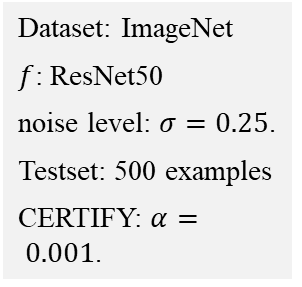 Dataset: ImageNet
𝑓: ResNet50
noise level: 𝜎 = 0.25.
Testset: 500 examples
CERTIFY: 𝛼 =
0.001.